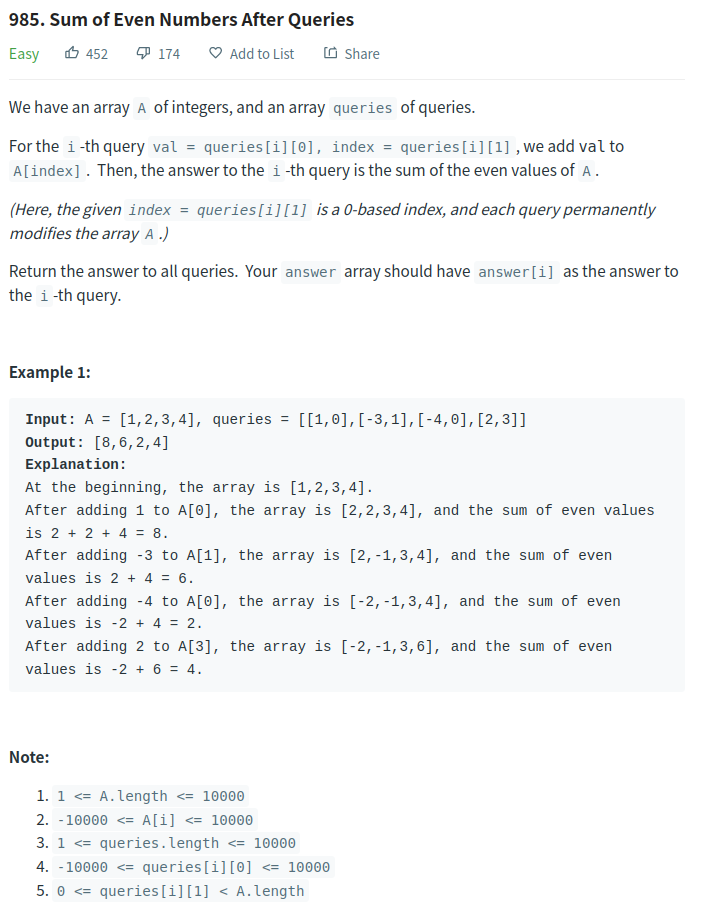 985. Sum of Even Numbers After Queries
Easy 452 174 Add to List Share
We have an array A of integers, and an array queries of queries.
For the i -th query val = queries[i][0], index = queries[i][1] , we add val to
A[index] . Then, the answer to the i -th query is the sum of the even values of A .
(Here, the given index = queries[i][1] is a 0-based index, and each query permanently
modifies the array A .)
Return the answer to all queries. Your answer array should have answer[i] as the answer to
the i -th query.
Example 1:
Input: A = [1,2,3,4], queries = [[1,0],[-3,1],[-4,0],[2,3]]
Output: [8,6,2,4]
Explanation:
At the beginning, the array is [1,2,3,4].
After adding 1 to A[0], the array is [2,2,3,4], and the sum of even values
is 2 + 2 + 4 = 8.
After adding -3 to A[1], the array is [2,-1,3,4], and the sum of even
values is 2 + 4 = 6.
After adding -4 to A[0], the array is [-2,-1,3,4], and the sum of even
values is -2 + 4 = 2.
After adding 2 to A[3], the array is [-2,-1,3,6], and the sum of even
values is -2 + 6 = 4.
Note:
1. 1 <= A.length <= 10000
2. -10000 <= A[i] <= 10000
3. 1 <= queries.length <= 10000
4. -10000 <= queries[i][0] <= 10000
5. 0 <= queries[i][1] < A.length